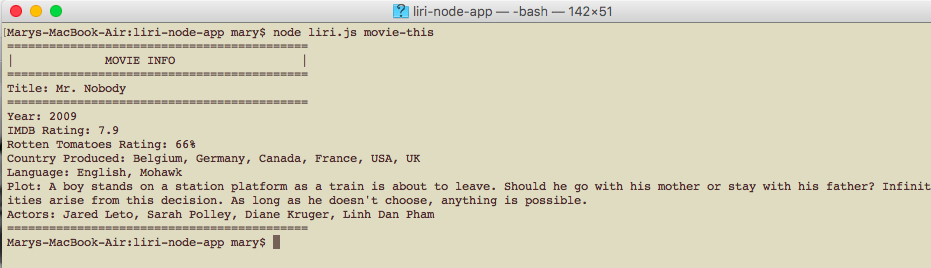 liri-node-app — -bash — 142×51
[Marys-MacBook-Air:liri-node-app mary$ node liri.js movie-this
===========================================
|             MOVIE INFO                  |
===========================================
Title: Mr. Nobody
===========================================
Year: 2009
IMDB Rating: 7.9
Rotten Tomatoes Rating: 66%
Country Produced: Belgium, Germany, Canada, France, USA, UK
Language: English, Mohawk
Plot: A boy stands on a station platform as a train is about to leave. Should he go with his mother or stay with his father? Infinit
ities arise from this decision. As long as he doesn't choose, anything is possible.
Actors: Jared Leto, Sarah Polley, Diane Kruger, Linh Dan Pham
===========================================
Marys-MacBook-Air:liri-node-app mary$